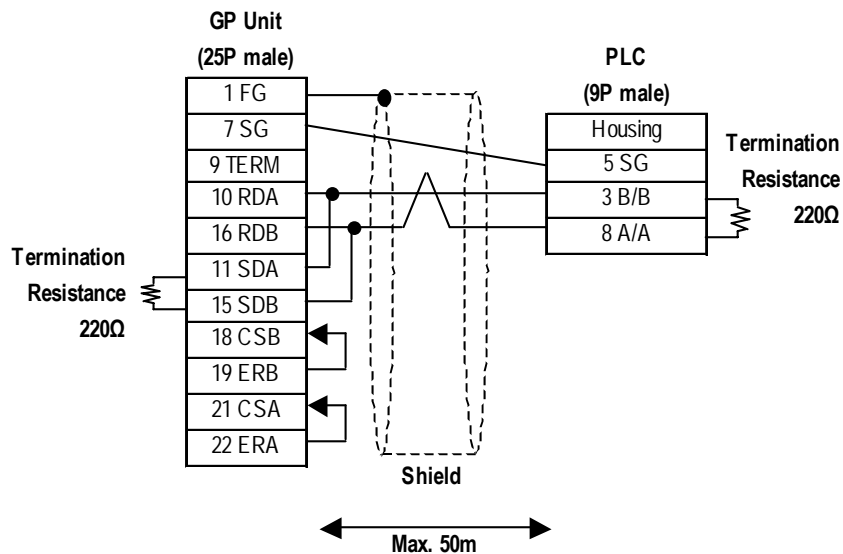 GP Unit
(25P male)
1 FG
7 SG
9 TERM
10 RDA
16 RDB
11 SDA
15 SDB
18 CSB
19 ERB
21 CSA
22 ERA
Termination
Resistance
220Ω
Shield
Max. 50m
PLC
(9P male)
Housing
5 SG
3 B/B
8 A/A
Termination
Resistance
220Ω